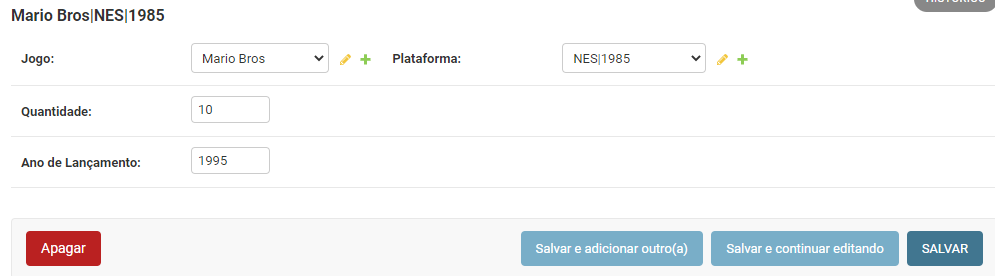 HISTÓRICO
Mario Bros|NES|1985
Jogo: Mario Bros Plataforma: NES|1985
Quantidade: 10
Ano de Lançamento: 1995
Apagar Salvar e adicionar outro(a) Salvar e continuar editando SALVAR